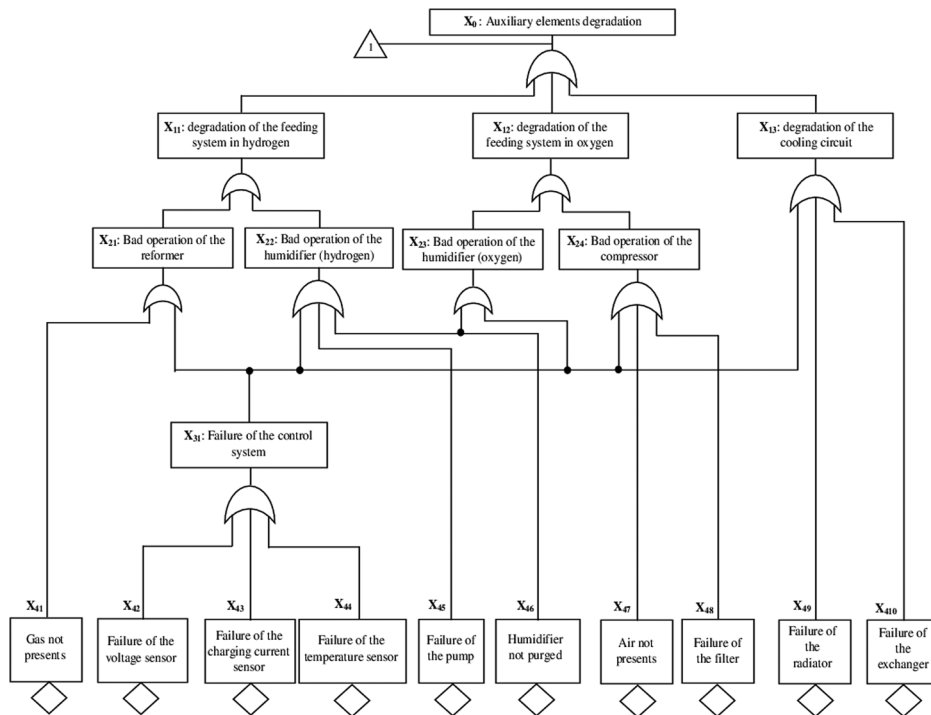 X0: Auxiliary elements degradation
1
X11: degradation of the feeding
system in hydrogen
X12: degradation of the
feeding system in oxygen
X13: degradation of the
cooling circuit
X21: Bad operation of the
reformer
X22: Bad operation of the
humidifier (hydrogen)
X23: Bad operation of the
humidifier (oxygen)
X24: Bad operation of the
compressor
X31: Failure of the control
system
X41
Gas not
presents
X42
Failure of the
voltage sensor
X43
Failure of the
charging current
sensor
X44
Failure of the
temperature sensor
X45
Failure of
the pump
X46
Humidifier
not purged
X47
Air not
presents
X48
Failure of
the filter
X49
Failure of
the
radiator
X410
Failure of
the
exchanger